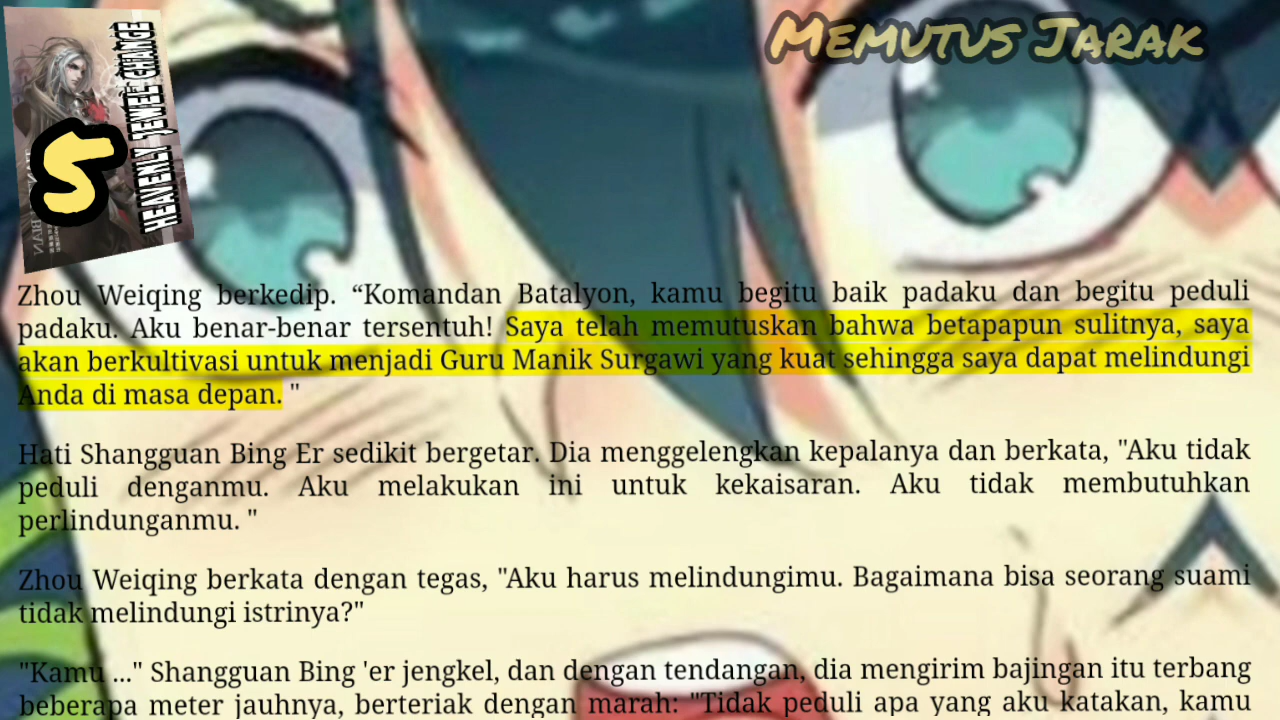 Memutus Jarak
HEAVENLY JEWEL CHANGE
5
Zhou Weiqing berkedip. “Komandan Batalyon, kamu begitu baik padaku dan begitu peduli
padaku. Aku benar-benar tersentuh! Saya telah memutuskan bahwa betapapun sulitnya, saya
akan berkultivasi untuk menjadi Guru Manik Surgawi yang kuat sehingga saya dapat melindungi
Anda di masa depan. "
Hati Shangguan Bing Er sedikit bergetar. Dia menggelengkan kepalanya dan berkata, "Aku tidak
peduli denganmu. Aku melakukan ini untuk kekaisaran. Aku tidak membutuhkan
perlindunganmu. "
Zhou Weiqing berkata dengan tegas, "Aku harus melindungimu. Bagaimana bisa seorang suami
tidak melindungi istrinya?"
"Kamu ..." Shangguan Bing 'er jengkel, dan dengan tendangan, dia mengirim bajingan itu terbang
beberapa meter jauhnya, berteriak dengan marah: "Tidak peduli apa yang aku katakan, kamu